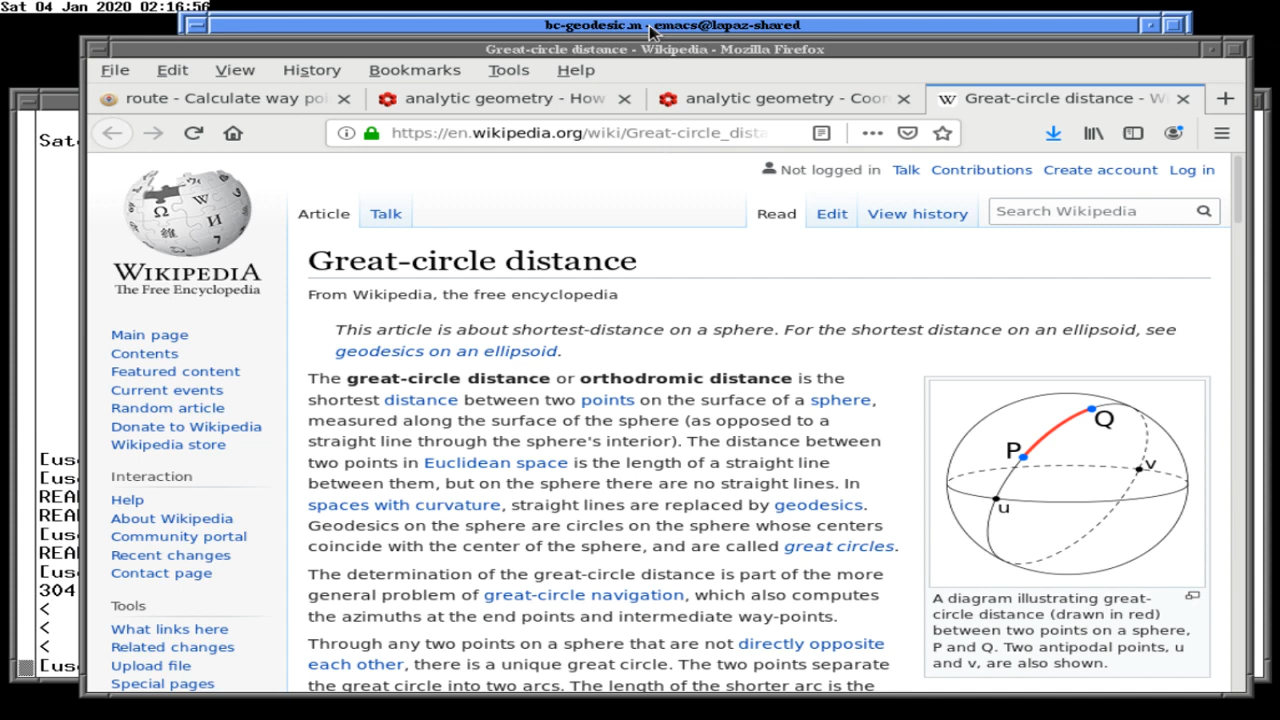 Sat 04 Jan 2020 02:16:56
bc-geodesic.m - emacs@lapaz-shared
Great-circle distance - Wikipedia - Mozilla Firefox
File Edit View History Bookmarks Tools Help
route - Calculate way poi
analytic geometry - How
analytic geometry - Coor
Great-circle distance - Wi
https://en.wikipedia.org/wiki/Great-circle_dista
Not logged in Talk Contributions Create account Log in
Article Talk Read Edit View history Search Wikipedia
WIKIPEDIA
The Free Encyclopedia
Main page
Contents
Featured content
Current events
Random article
Donate to Wikipedia
Wikipedia store
Interaction
Help
About Wikipedia
Community portal
Recent changes
Contact page
Tools
What links here
Related changes
Upload file
Special pages
Great-circle distance
From Wikipedia, the free encyclopedia
This article is about shortest-distance on a sphere. For the shortest distance on an ellipsoid, see
geodesics on an ellipsoid.
The great-circle distance or orthodromic distance is the
shortest distance between two points on the surface of a sphere,
measured along the surface of the sphere (as opposed to a
straight line through the sphere's interior). The distance between
two points in Euclidean space is the length of a straight line
between them, but on the sphere there are no straight lines. In
spaces with curvature, straight lines are replaced by geodesics.
Geodesics on the sphere are circles on the sphere whose centers
coincide with the center of the sphere, and are called great circles.
The determination of the great-circle distance is part of the more
general problem of great-circle navigation, which also computes
the azimuths at the end points and intermediate way-points.
Through any two points on a sphere that are not directly opposite
each other, there is a unique great circle. The two points separate
the great circle into two arcs. The length of the shorter arc is the
Q
P
v
u
A diagram illustrating great-
circle distance (drawn in red)
between two points on a sphere,
P and Q. Two antipodal points, u
and v, are also shown.
Sat
[use
[use
REA
REA
[use
REA
[use
304
<
<
<
[use